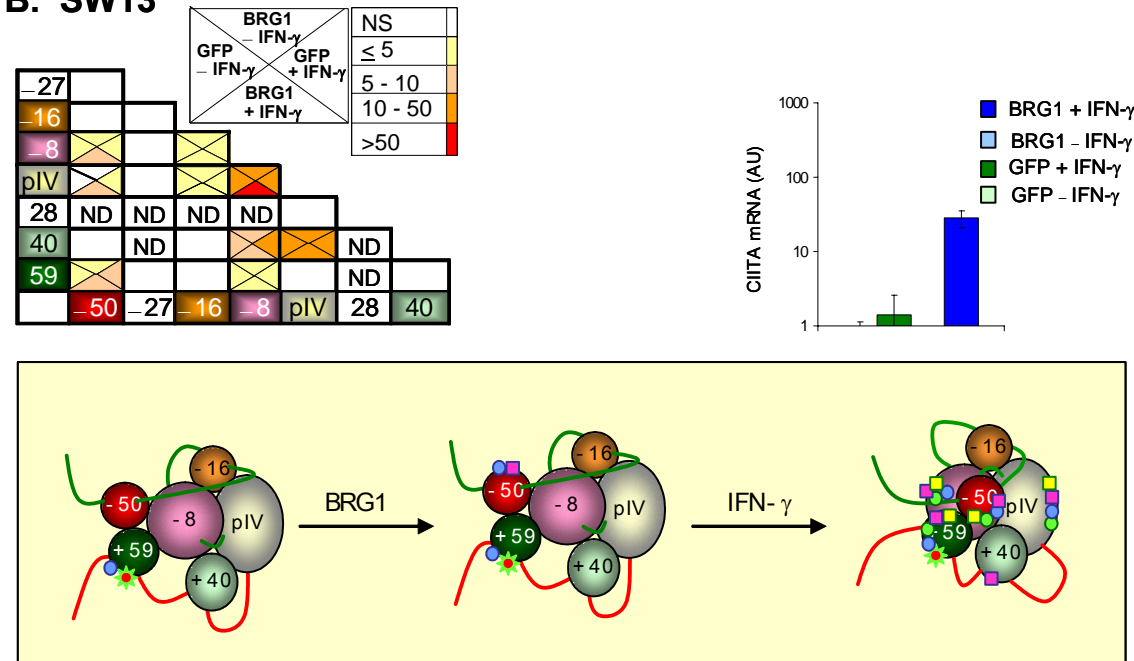 B. SW13
BRG1
– IFN-γ
GFP
– IFN-γ
GFP
+ IFN-γ
BRG1
+ IFN-γ
NS
≤ 5
5 - 10
10 - 50
>50
–27
–16
–8
pIV
28 ND ND ND ND
40 ND ND
59 ND
–50 –27 –16 –8 pIV 28 40
CIITA mRNA (AU)
1000
100
10
1
BRG1 + IFN-γ
BRG1 – IFN-γ
GFP + IFN-γ
GFP – IFN-γ
- 16
- 50
- 8
pIV
+ 59
+ 40
BRG1
- 16
- 50
- 8
pIV
+ 59
+ 40
IFN- γ
- 16
- 50
pIV
59
+ 40